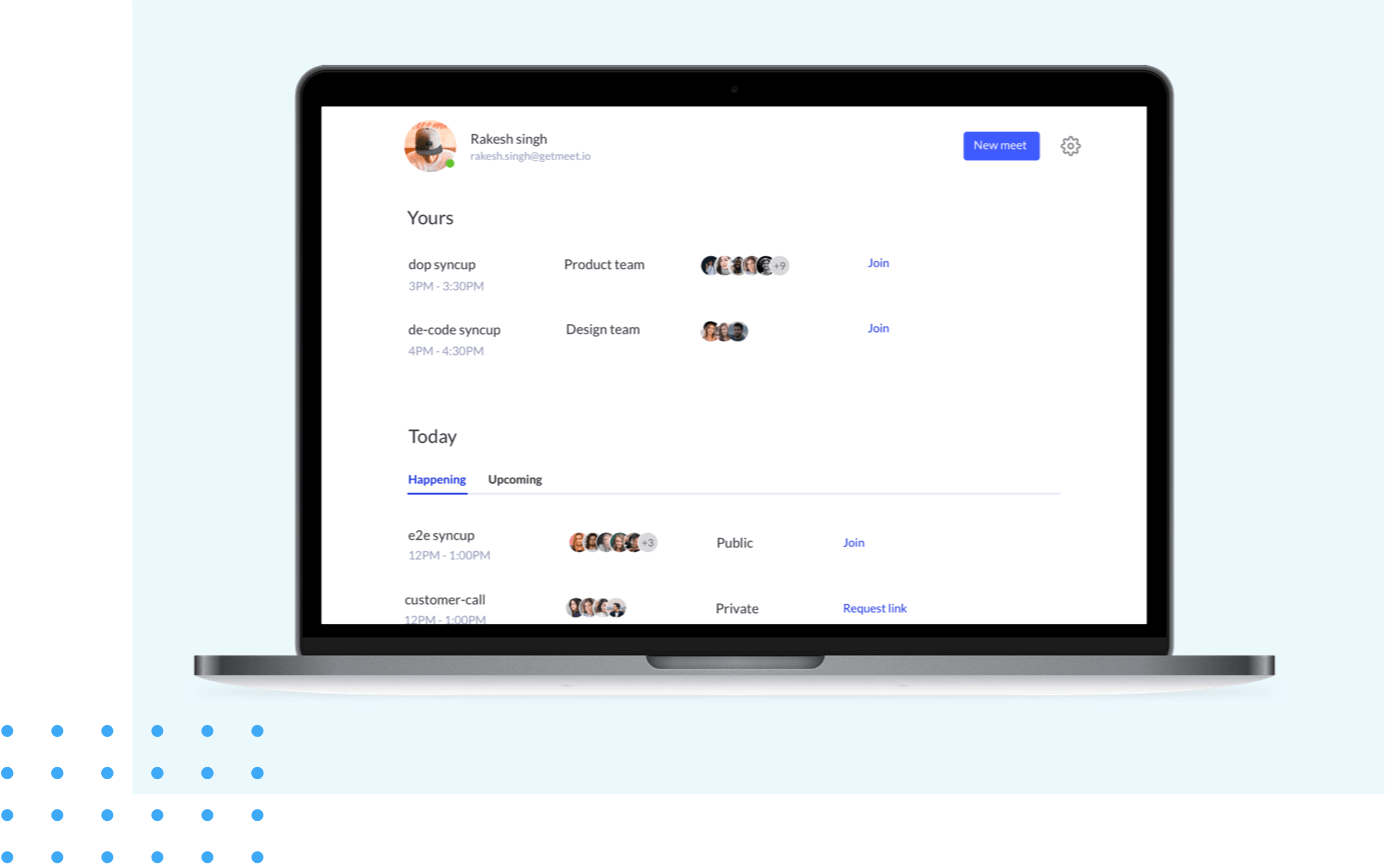 Rakesh singh
rakesh.singh@getmeet.io
New meet
Yours
dop syncup
3PM - 3:30PM
Product team
+9
Join
de-code syncup
4PM - 4:30PM
Design team
Join
Today
Happening
Upcoming
e2e syncup
12PM - 1:00PM
+3
Public
Join
customer-call
12PM - 1:00PM
Private
Request link